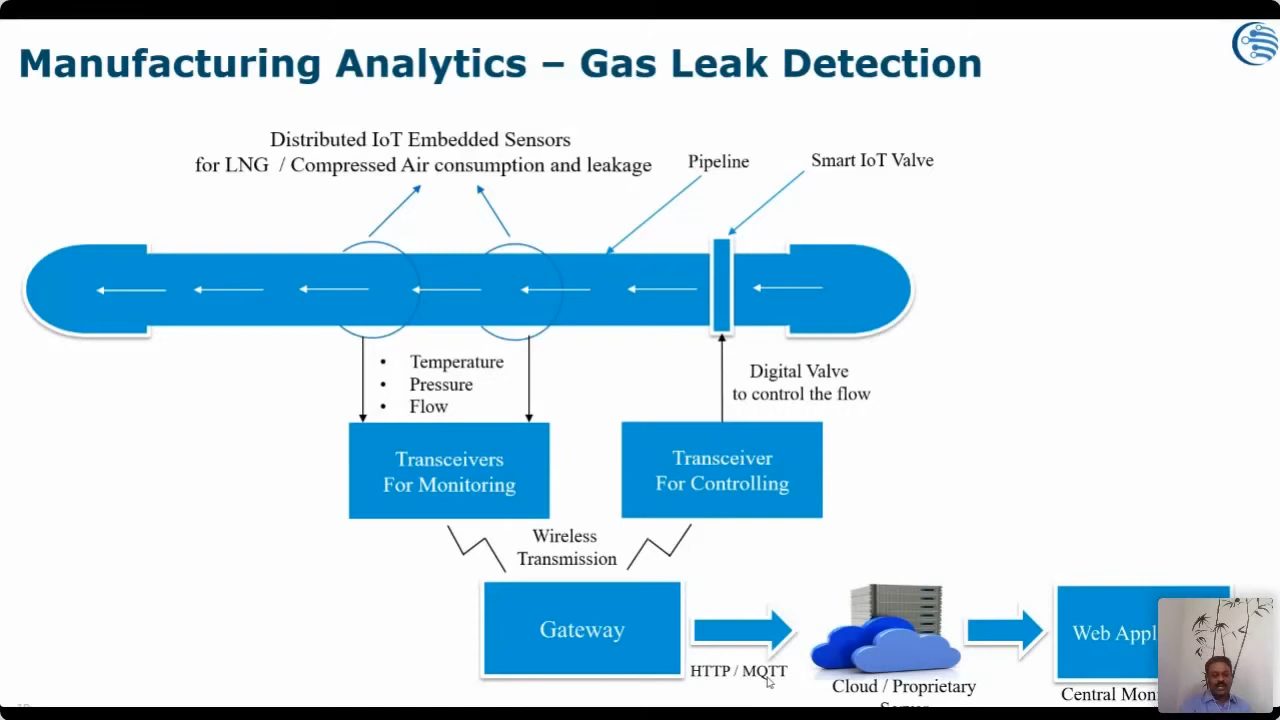 Manufacturing Analytics – Gas Leak Detection
Distributed IoT Embedded Sensors
for LNG / Compressed Air consumption and leakage
Pipeline
Smart IoT Valve
• Temperature
• Pressure
• Flow
Digital Valve
to control the flow
Transceivers
For Monitoring
Transceiver
For Controlling
Wireless
Transmission
Gateway
HTTP / MQTT
Cloud / Proprietary
Web
Central